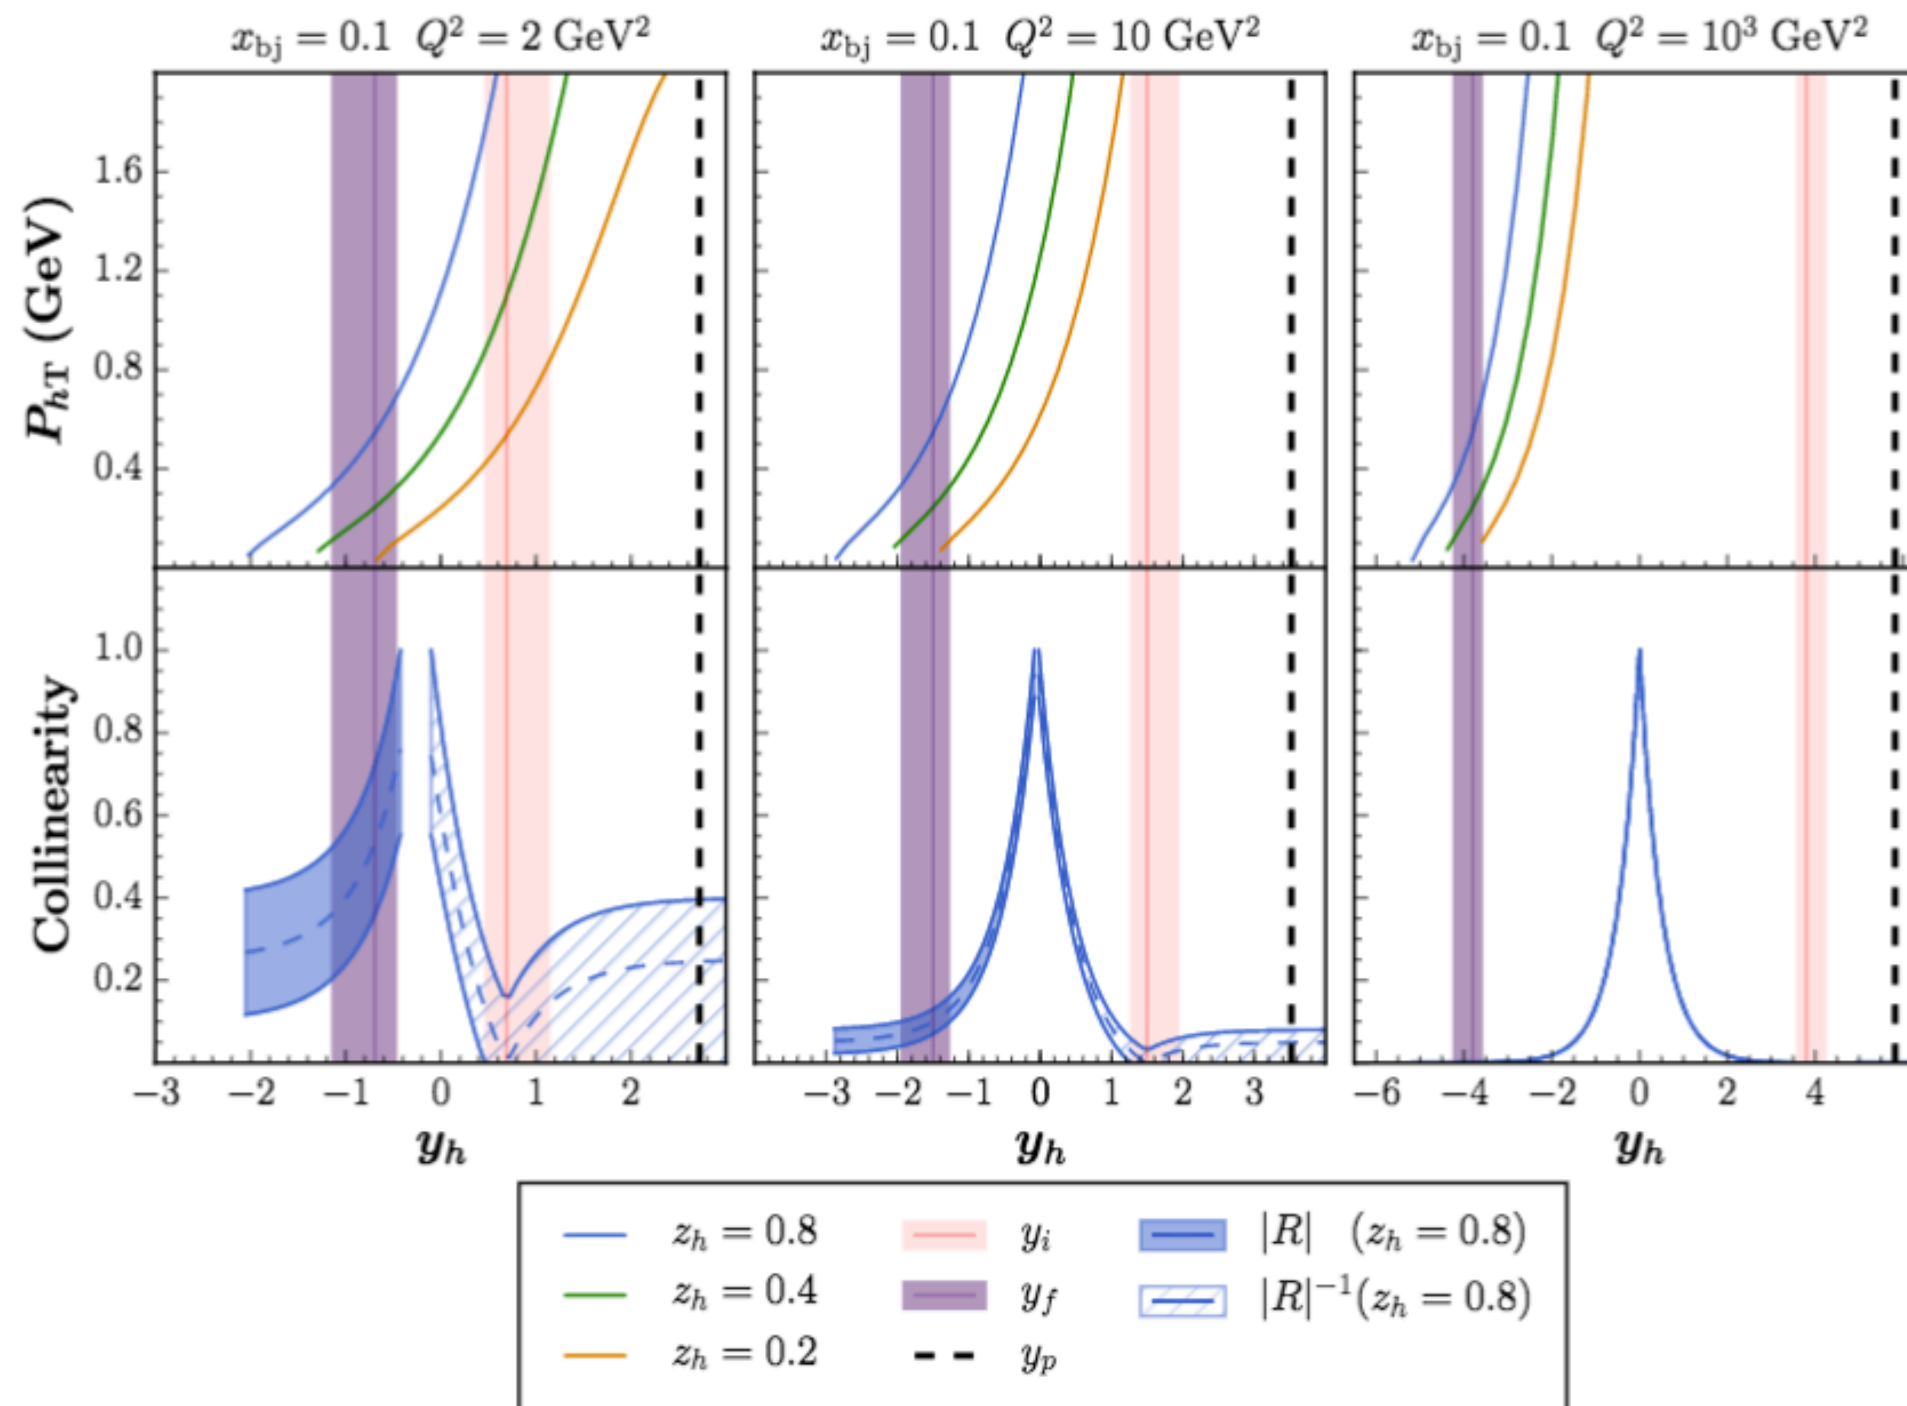 x_bj = 0.1 Q² = 2 GeV²
x_bj = 0.1 Q² = 10 GeV²
x_bj = 0.1 Q² = 10³ GeV²
P_hT (GeV)
1.6
1.2
0.8
0.4
Collinearity
1.0
0.8
0.6
0.4
0.2
−3 −2 −1 0 1 2
−3 −2 −1 0 1 2 3
−6 −4 −2 0 2 4
y_h
y_h
y_h
z_h = 0.8
z_h = 0.4
z_h = 0.2
y_i
y_f
y_p
|R| (z_h = 0.8)
|R|⁻¹(z_h = 0.8)